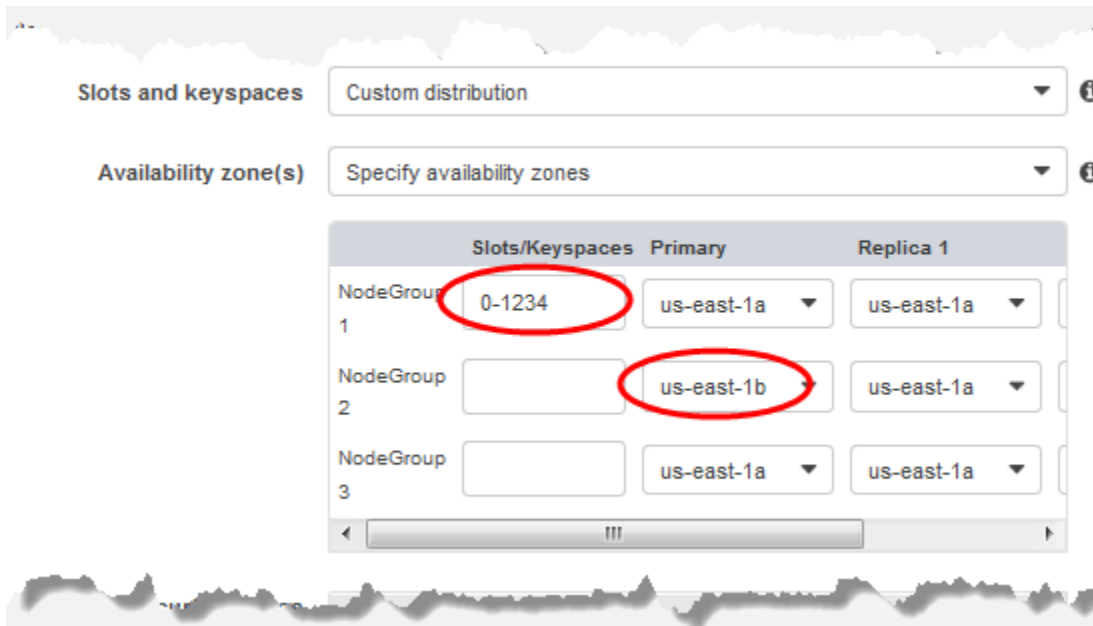 Slots and keyspaces Custom distribution
Availability zone(s) Specify availability zones
Slots/Keyspaces Primary Replica 1
NodeGroup 1 0-1234 us-east-1a us-east-1a
NodeGroup 2 us-east-1b us-east-1a
NodeGroup 3 us-east-1a us-east-1a